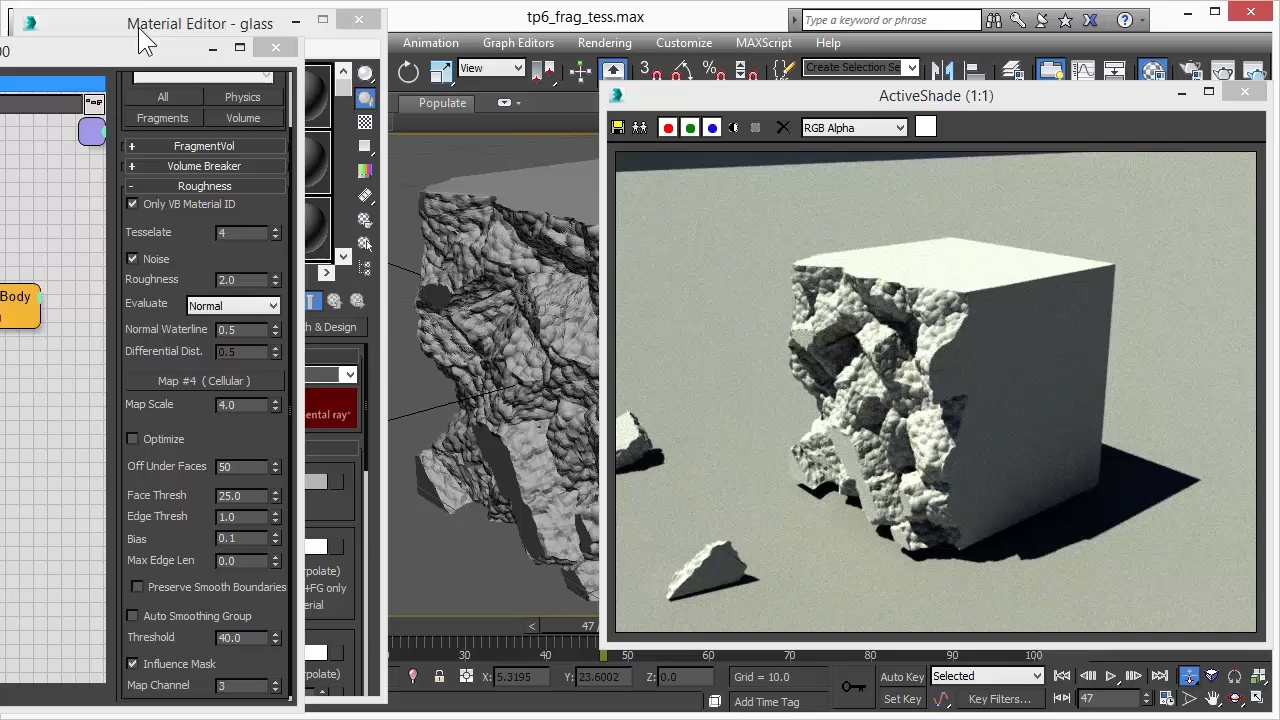 Material Editor - glass
tp6_frag_tess.max
Type a keyword or phrase
00
Animation
Graph Editors
Rendering
Customize
MAXScript
Help
View
3
Create Selection Se
Populate
ActiveShade (1:1)
RGB Alpha
All
Physics
Fragments
Volume
+ FragmentVol
+ Volume Breaker
- Roughness
Only VB Material ID
Tesselate 4
Noise
Roughness 2.0
Evaluate Normal
Normal Waterline 0.5
Differential Dist. 0.5
Map #4 ( Cellular )
Map Scale 4.0
Optimize
Off Under Faces 50
Face Thresh 25.0
Edge Thresh 1.0
Bias 0.1
Max Edge Len 0.0
Preserve Smooth Boundaries
Auto Smoothing Group
Threshold 40.0
Influence Mask
Map Channel 3
Body
h & Design
ental ray*
rpolate)
+FG only
terial
rpolate)
< 47 /
30
40
50
60
70
80
90
100
X: 5.3195
Y: 23.6002
Z: 0.0
Grid = 10.0
Add Time Tag
Auto Key
Selected
Set Key
Key Filters...
47